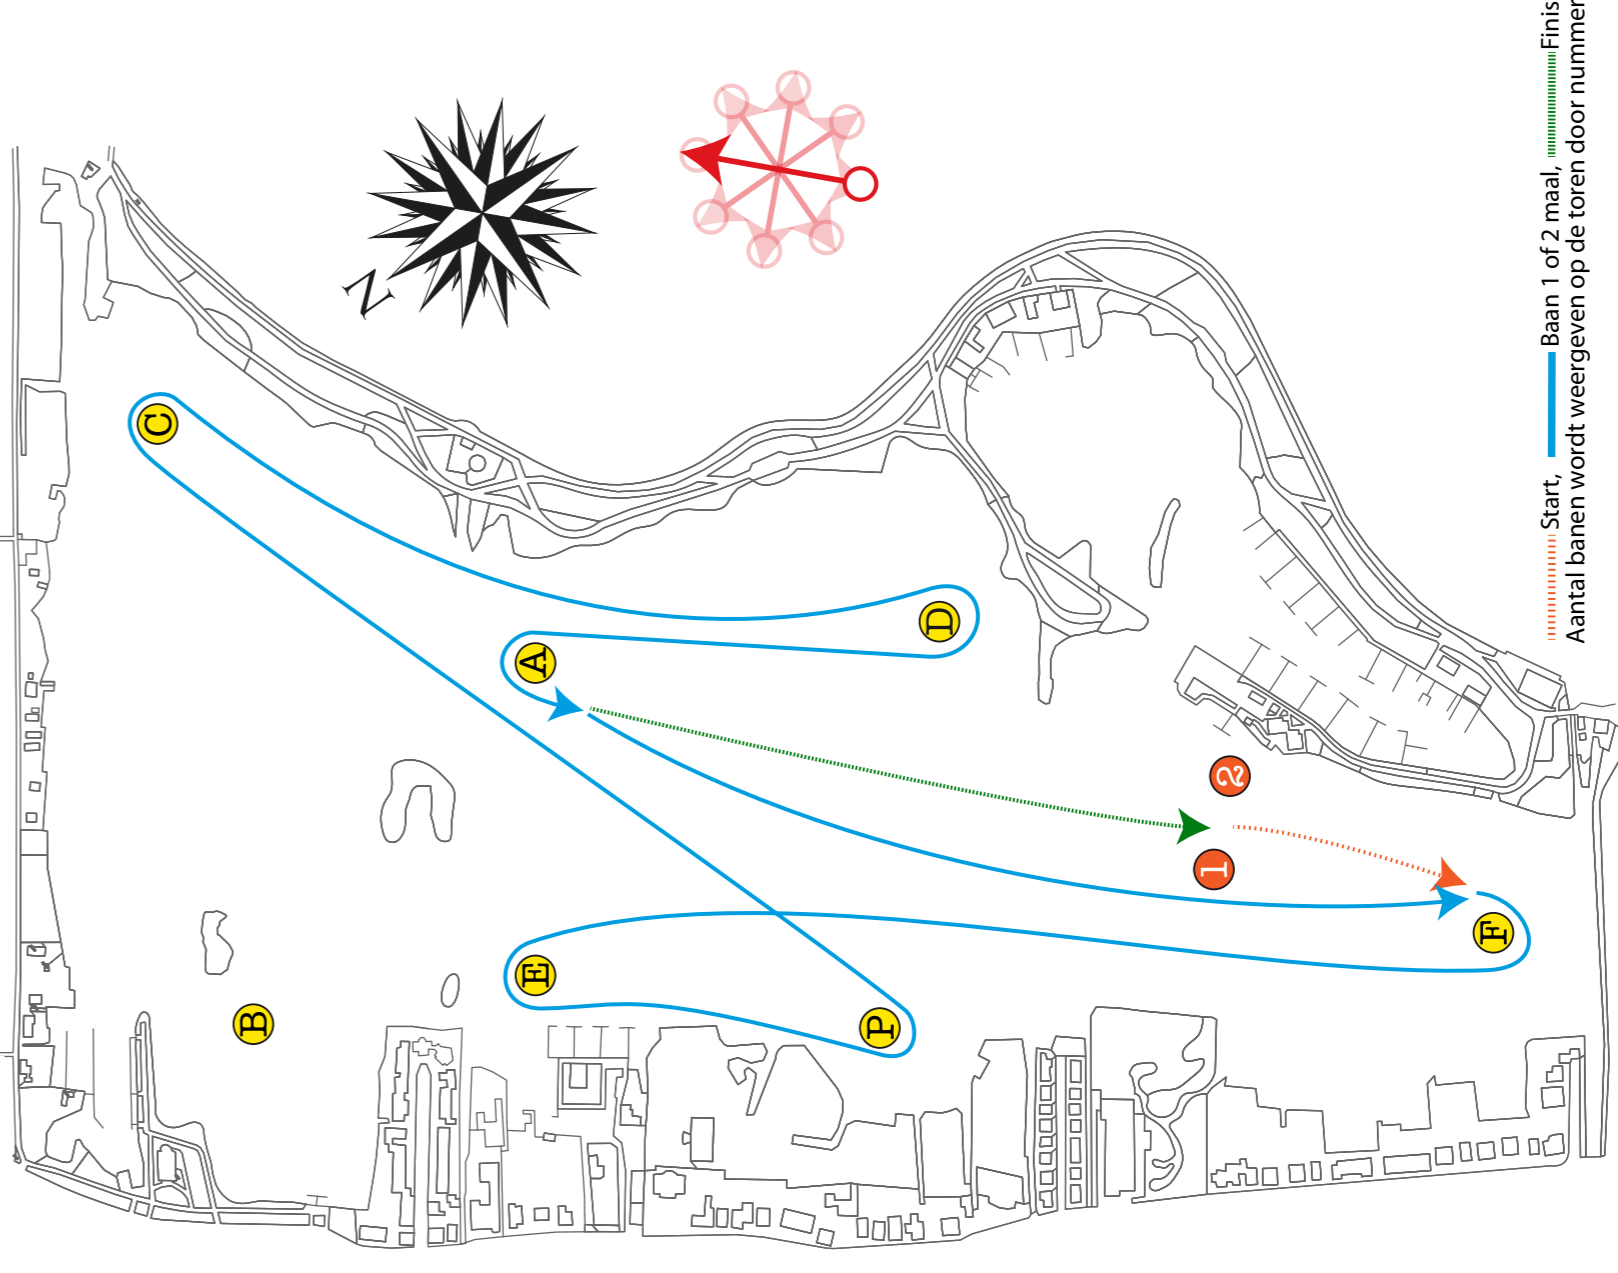 N
C
A
D
B
E
P
F
1
2
Start, Baan 1 of 2 maal, Finis
Aantal banen wordt weergeven op de toren door nummer